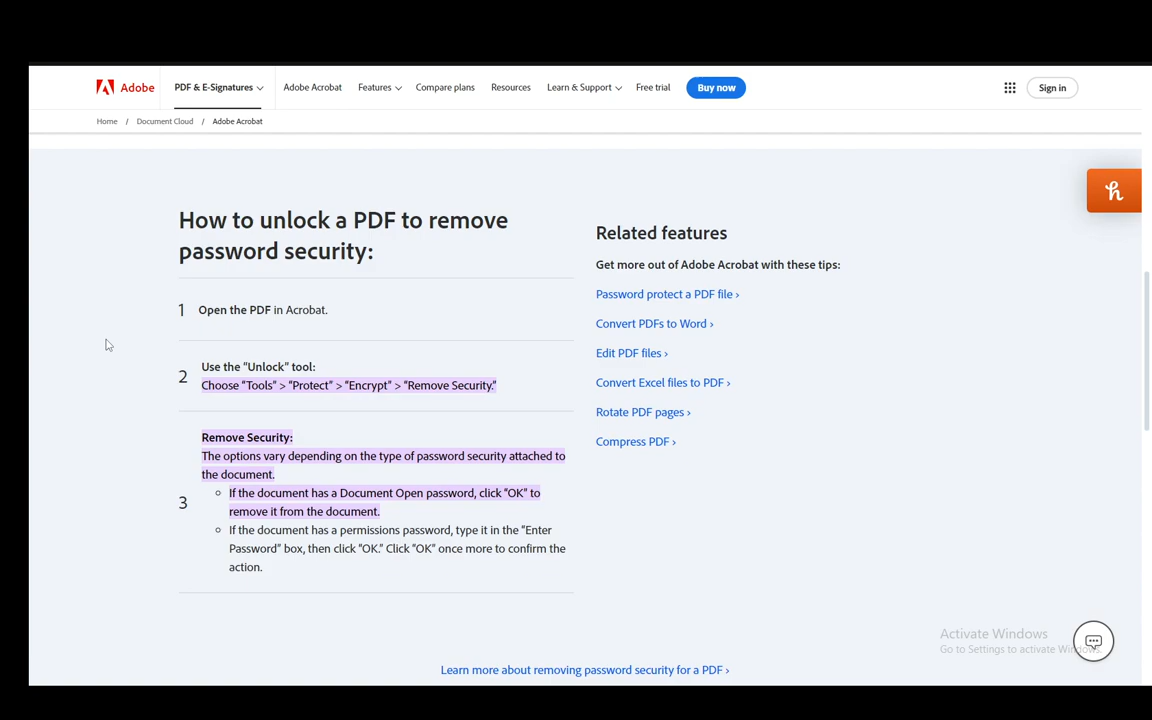 Adobe
PDF & E-Signatures
Adobe Acrobat
Features
Compare plans
Resources
Learn & Support
Free trial
Buy now
Sign in
Home / Document Cloud / Adobe Acrobat
How to unlock a PDF to remove
password security:
1 Open the PDF in Acrobat.
2 Use the “Unlock” tool:
Choose “Tools” > “Protect” > “Encrypt” > “Remove Security.”
3 Remove Security:
The options vary depending on the type of password security attached to
the document.
If the document has a Document Open password, click “OK” to
remove it from the document.
If the document has a permissions password, type it in the “Enter
Password” box, then click “OK.” Click “OK” once more to confirm the
action.
Related features
Get more out of Adobe Acrobat with these tips:
Password protect a PDF file ›
Convert PDFs to Word ›
Edit PDF files ›
Convert Excel files to PDF ›
Rotate PDF pages ›
Compress PDF ›
Activate Windows
Go to Settings to activate Windows.
Learn more about removing password security for a PDF ›